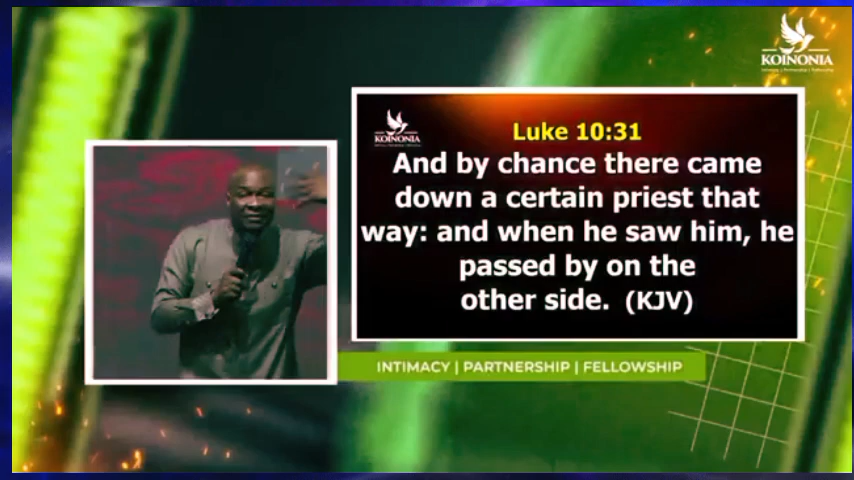 KOINONIA
KOINONIA
Luke 10:31
And by chance there came
down a certain priest that
way: and when he saw him, he
passed by on the
other side. (KJV)
INTIMACY | PARTNERSHIP | FELLOWSHIP